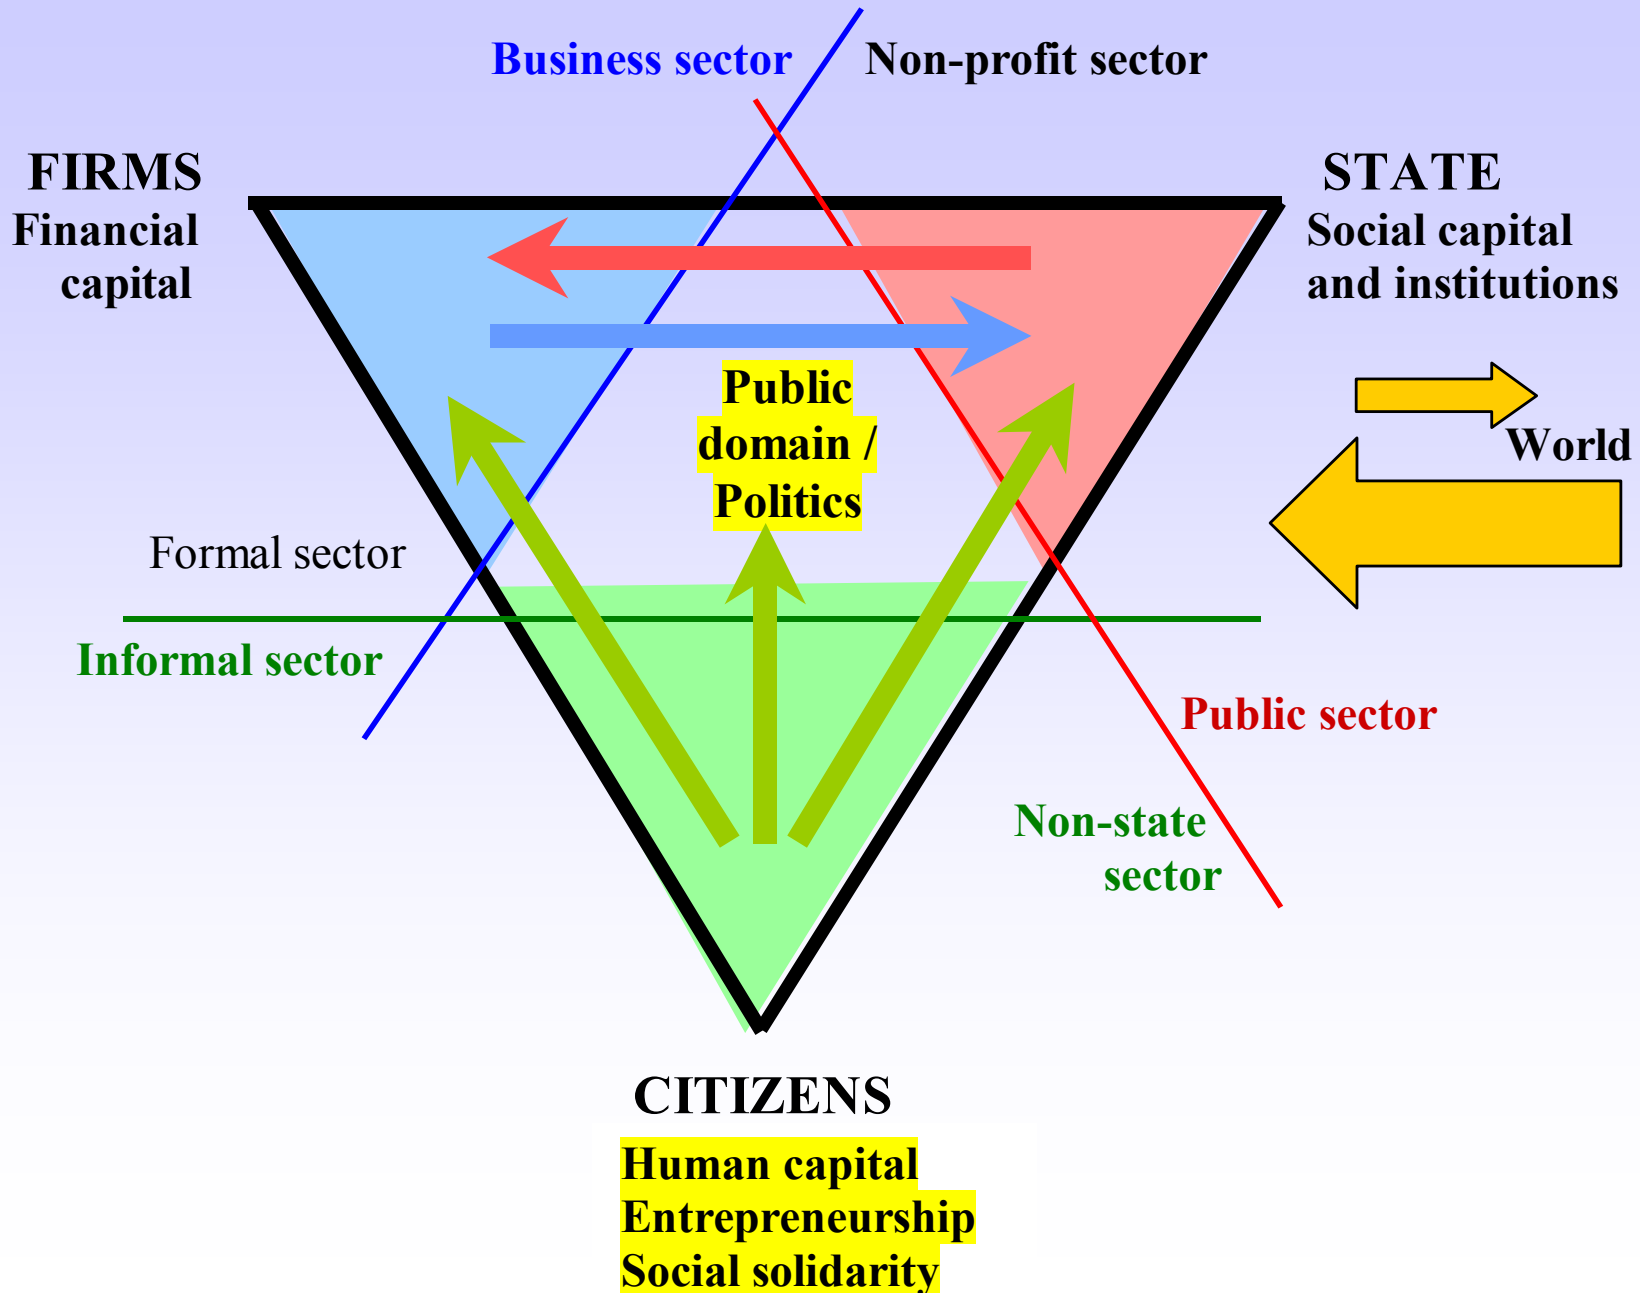 Business sector
Non-profit sector
FIRMS
Financial
capital
STATE
Social capital
and institutions
Public
domain /
Politics
World
Formal sector
Informal sector
Public sector
Non-state
sector
CITIZENS
Human capital
Entrepreneurship
Social solidarity